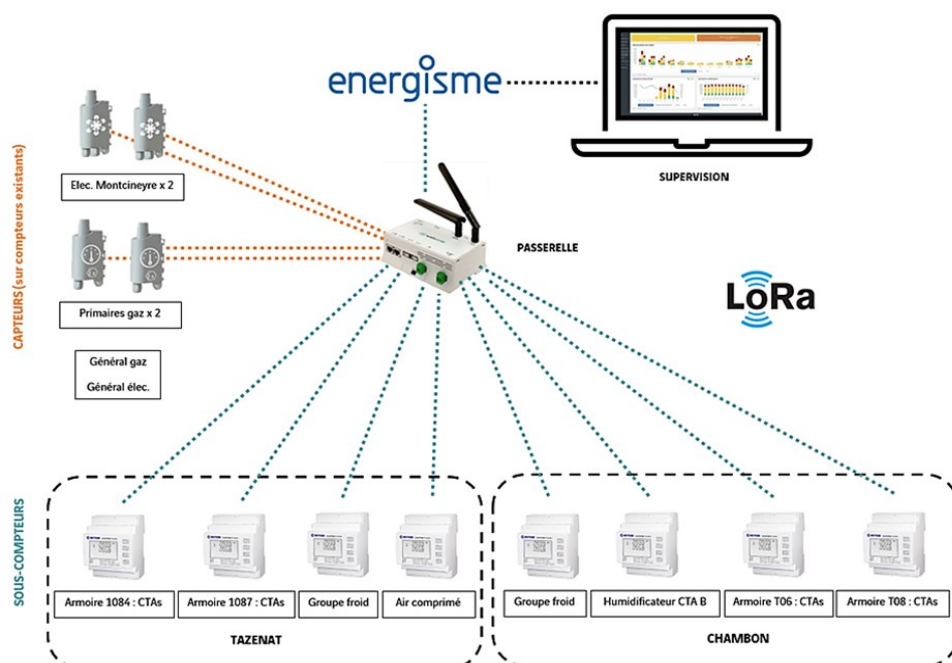 energisme
SUPERVISION
CAPTEURS (sur compteurs existants)
Elec. Montcineyre x 2
PASSERELLE
LoRa
Primaires gaz x 2
Général gaz
Général élec.
SOUS-COMPTEURS
Armoire 1084 : CTAs
Armoire 1087 : CTAs
Groupe froid
Air comprimé
TAZENAT
Groupe froid
Humidificateur CTA B
Armoire T06 : CTAs
Armoire T08 : CTAs
CHAMBON